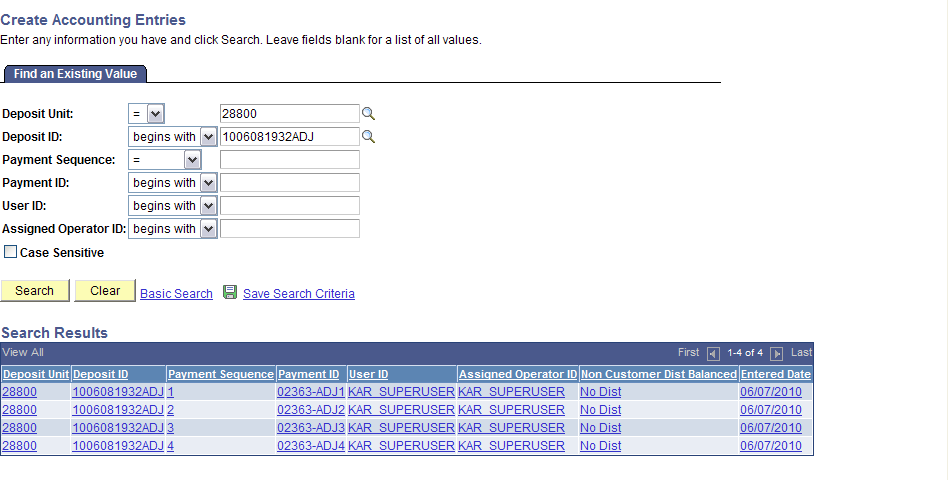 Create Accounting Entries
Enter any information you have and click Search. Leave fields blank for a list of all values.
Find an Existing Value
Deposit Unit: = 28800
Deposit ID: begins with 1006081932ADJ
Payment Sequence: =
Payment ID: begins with
User ID: begins with
Assigned Operator ID: begins with
Case Sensitive
Search Clear Basic Search Save Search Criteria
Search Results
View All First 1-4 of 4 Last
Deposit Unit Deposit ID Payment Sequence Payment ID User ID Assigned Operator ID Non Customer Dist Balanced Entered Date
28800 1006081932ADJ 1 02363-ADJ1 KAR_SUPERUSER KAR_SUPERUSER No Dist 06/07/2010
28800 1006081932ADJ 2 02363-ADJ2 KAR_SUPERUSER KAR_SUPERUSER No Dist 06/07/2010
28800 1006081932ADJ 3 02363-ADJ3 KAR_SUPERUSER KAR_SUPERUSER No Dist 06/07/2010
28800 1006081932ADJ 4 02363-ADJ4 KAR_SUPERUSER KAR_SUPERUSER No Dist 06/07/2010